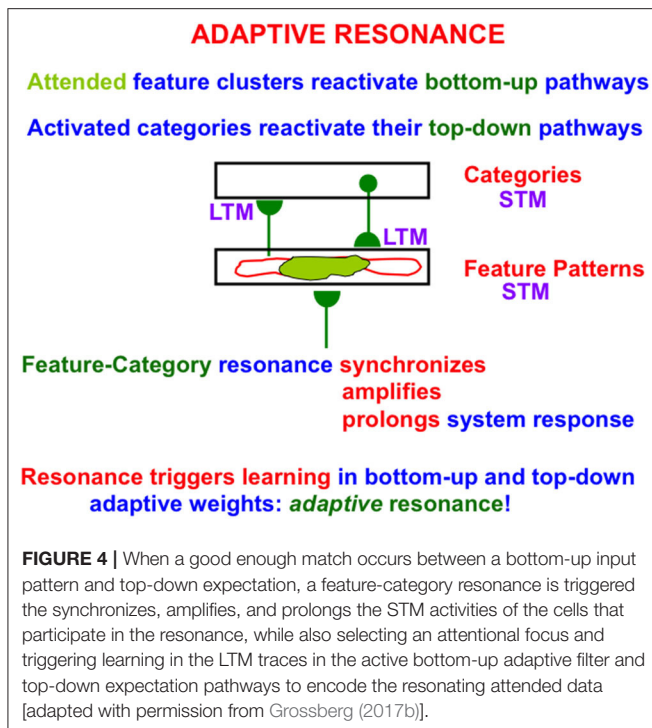 ADAPTIVE RESONANCE
Attended feature clusters reactivate bottom-up pathways
Activated categories reactivate their top-down pathways
Categories
STM
LTM
LTM
Feature Patterns
STM
Feature-Category resonance synchronizes
amplifies
prolongs system response
Resonance triggers learning in bottom-up and top-down
adaptive weights: adaptive resonance!
FIGURE 4 | When a good enough match occurs between a bottom-up input
pattern and top-down expectation, a feature-category resonance is triggered
the synchronizes, amplifies, and prolongs the STM activities of the cells that
participate in the resonance, while also selecting an attentional focus and
triggering learning in the LTM traces in the active bottom-up adaptive filter and
top-down expectation pathways to encode the resonating attended data
[adapted with permission from Grossberg (2017b)].